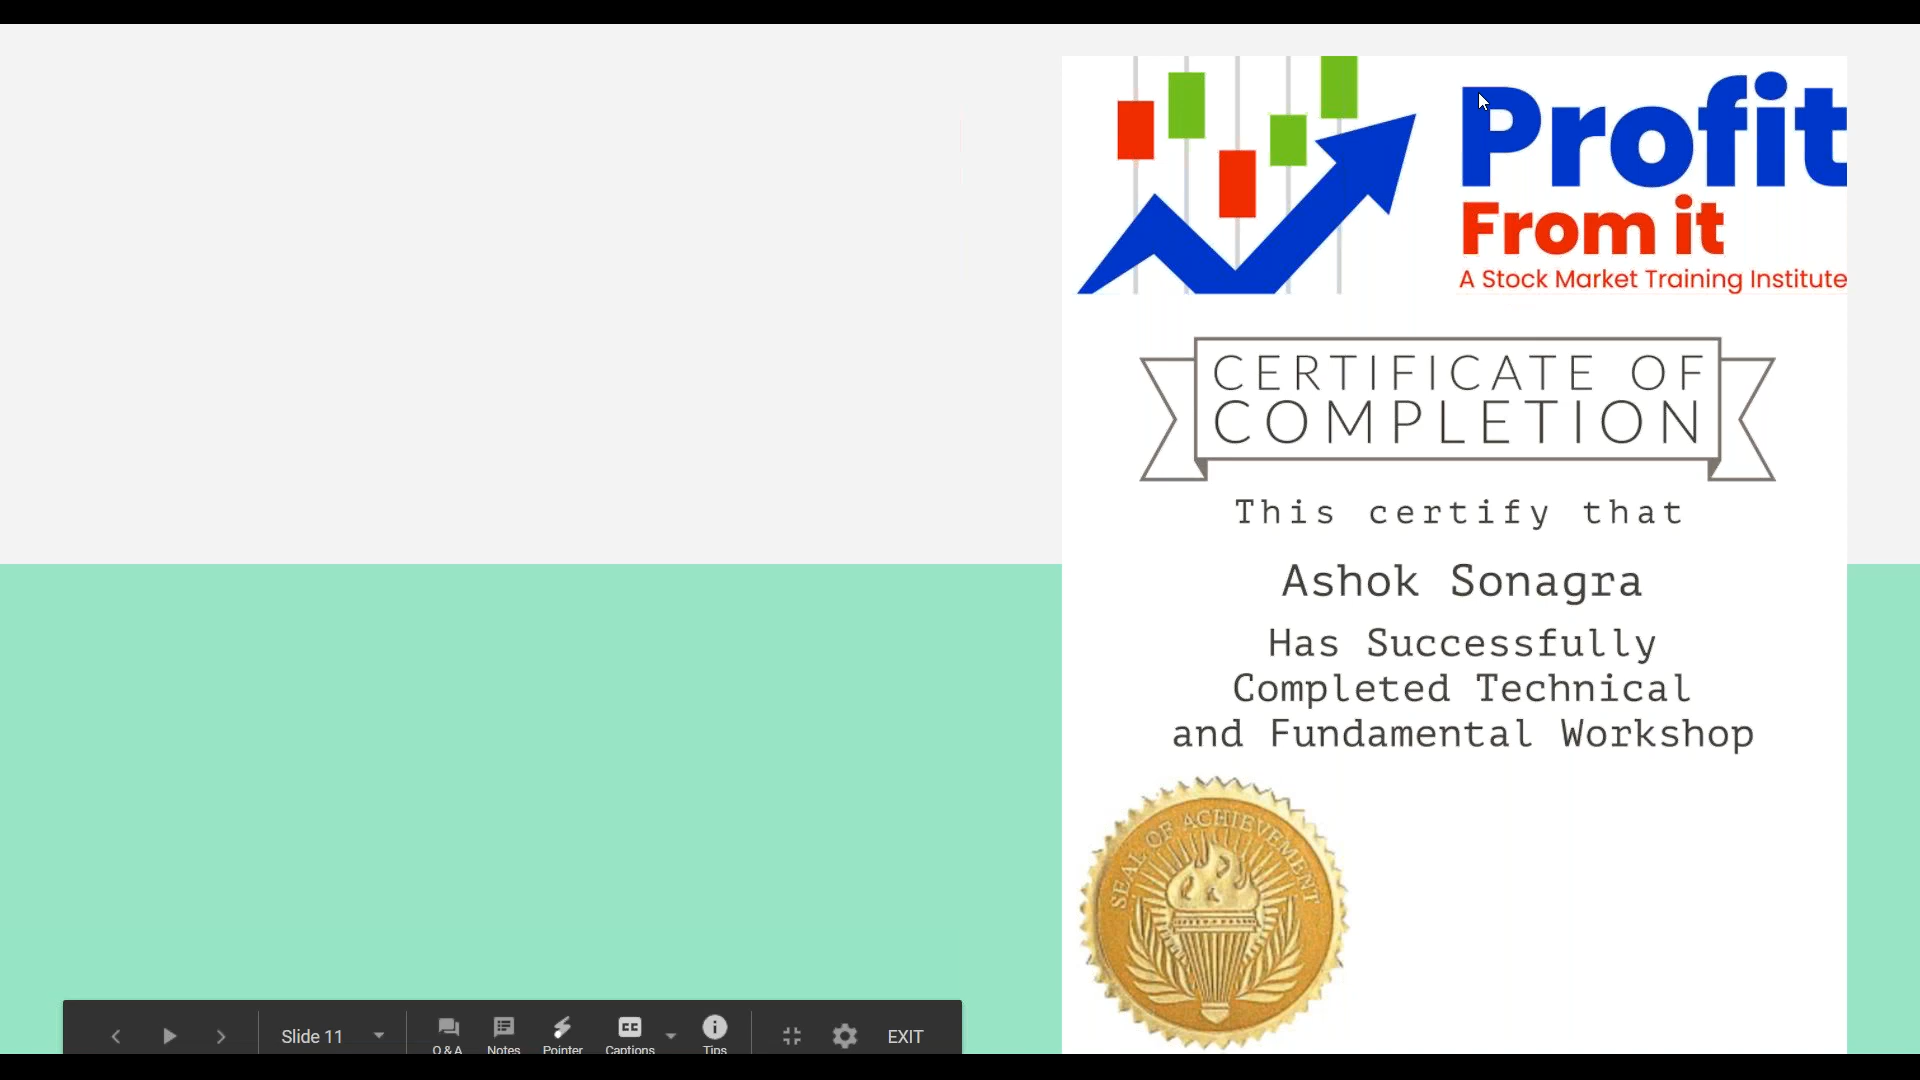 Profit
From it
A Stock Market Training Institute
CERTIFICATE OF
COMPLETION
This certify that
Ashok Sonagra
Has Successfully
Completed Technical
and Fundamental Workshop
SEAL OF ACHIEVEMENT
Slide 11
Q & A
Notes
Pointer
CC
Captions
Tips
EXIT